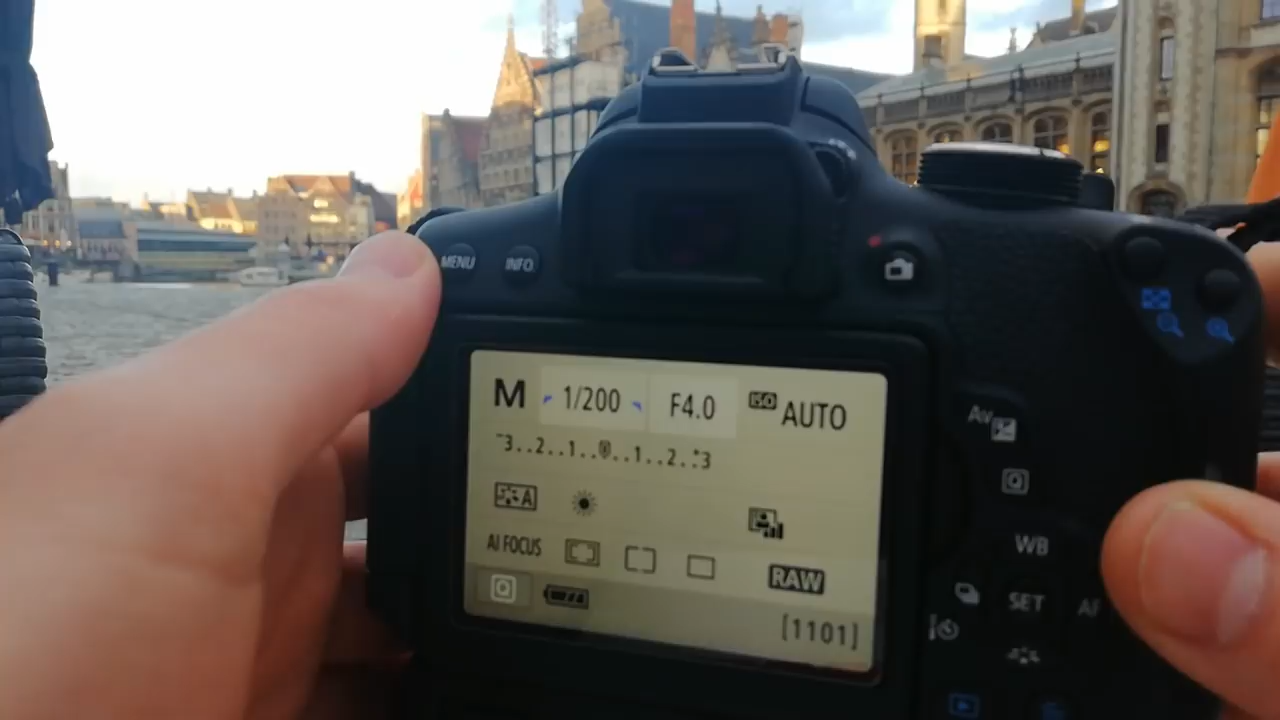 MENU
INFO.
M 1/200 F4.0 ISO AUTO
-3..2..1..0..1..2..+3
A
AI FOCUS
RAW
Q
[1101]
Av
Q
WB
SET
AF